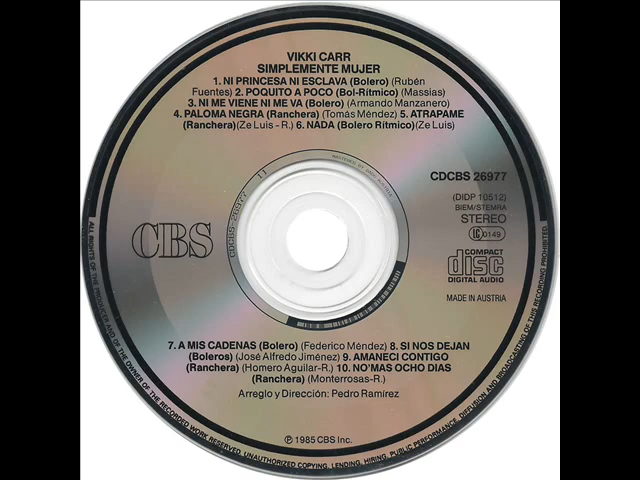 VIKKI CARR
SIMPLEMENTE MUJER
1. NI PRINCESA NI ESCLAVA (Bolero) (Rubén
Fuentes) 2. POQUITO A POCO (Bol-Rítmico) (Massias)
3. NI ME VIENE NI ME VA (Bolero) (Armando Manzanero)
4. PALOMA NEGRA (Ranchera) (Tomás Méndez) 5. ATRAPAME
(Ranchera)(Ze Luis - R.) 6. NADA (Bolero Rítmico)(Ze Luis)
CBS
CDCBS-26977 11
CDCBS 26977
(DIDP 10512)
BIEM/STEMRA
STEREO
LC 0149
COMPACT
disc
DIGITAL AUDIO
MADE IN AUSTRIA
7. A MIS CADENAS (Bolero) (Federico Méndez) 8. SI NOS DEJAN
(Boleros) (José Alfredo Jiménez) 9. AMANECI CONTIGO
(Ranchera) (Homero Aguilar-R.) 10. NO'MAS OCHO DIAS
(Ranchera) (Monterrosas-R.)
Arreglo y Dirección: Pedro Ramírez
℗ 1985 CBS Inc.
ALL RIGHTS OF THE PRODUCER AND OF THE OWNER OF THE RECORDED WORK RESERVED. UNAUTHORIZED COPYING, LENDING, HIRING, PUBLIC PERFORMANCE, DIFFUSION AND BROADCASTING OF THIS RECORDING PROHIBITED.